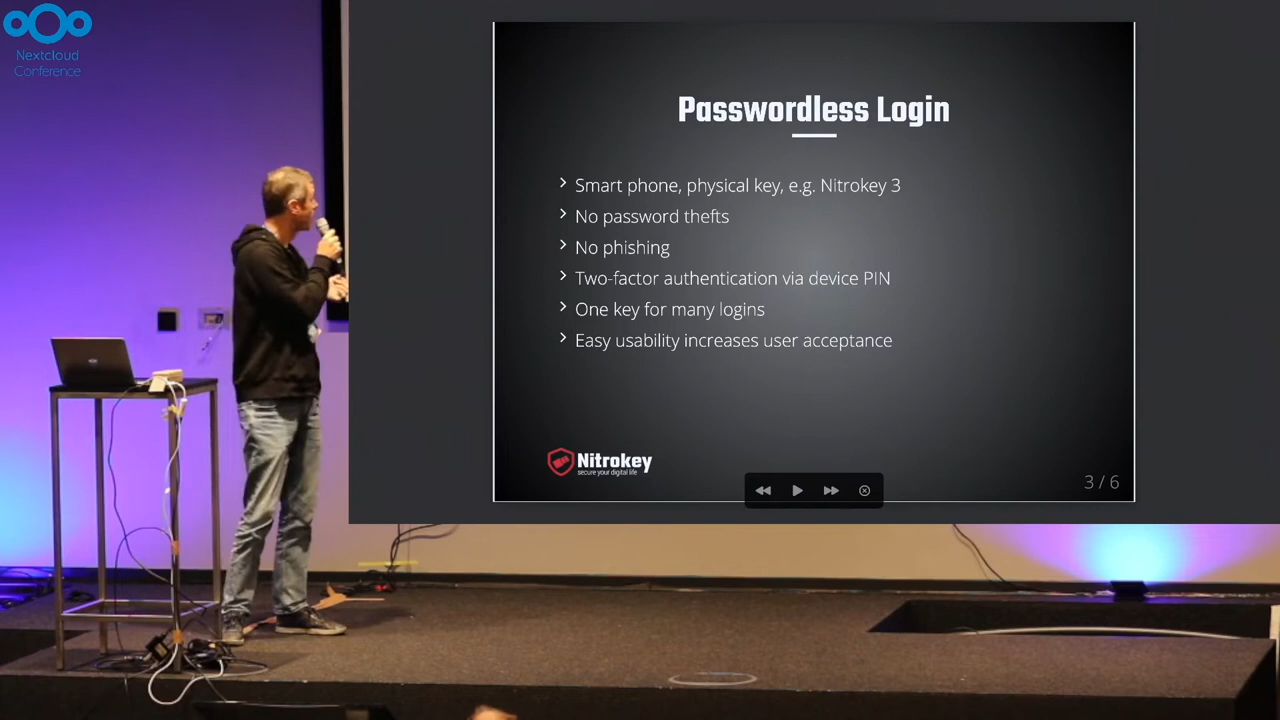 Nextcloud
Conference
Passwordless Login
Smart phone, physical key, e.g. Nitrokey 3
No password thefts
No phishing
Two-factor authentication via device PIN
One key for many logins
Easy usability increases user acceptance
Nitrokey
secure your digital life
3 / 6